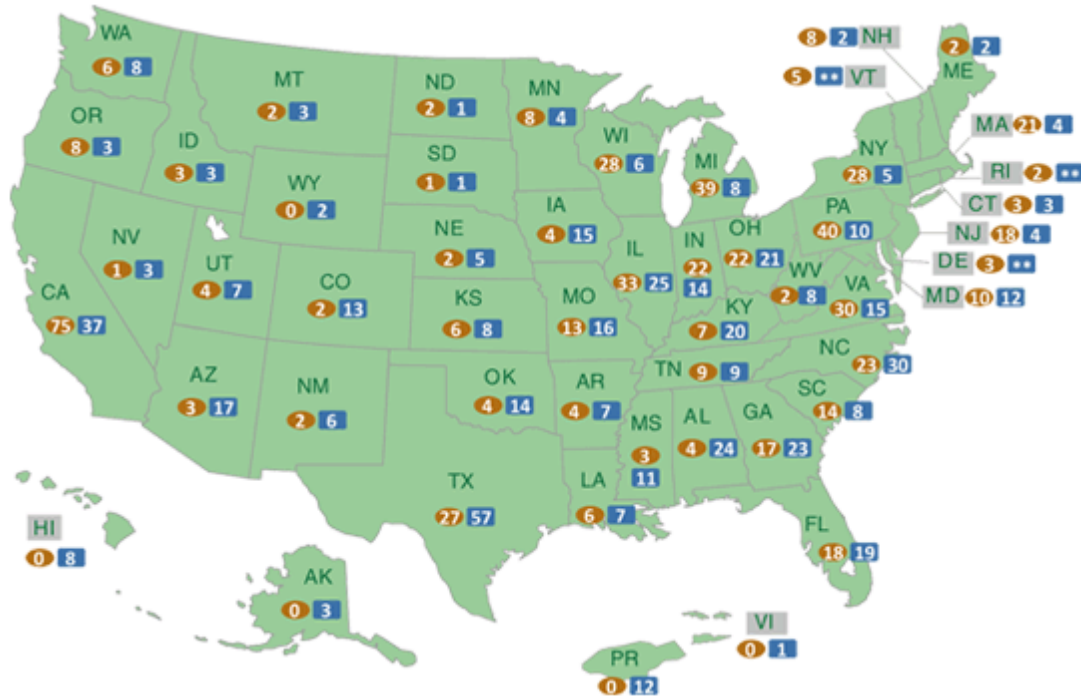 WA
6 8
MT
2 3
ND
2 1
MN
8 4
8 2 NH
5 ** VT
2 2
ME
OR
8 3
ID
3 3
SD
1 1
WI
28 6
MI
39 8
NY
28 5
MA 21 4
RI 2 **
CT 3 3
NJ 18 4
DE 3 **
MD 10 12
WY
0 2
IA
4 15
PA
40 10
NV
1 3
UT
4 7
NE
2 5
IL
33 25
IN
22
14
OH
22 21
WV
2 8
VA
30 15
CA
75 37
CO
2 13
KS
6 8
MO
13 16
KY
7 20
NC
23 30
TN 9 9
AZ
3 17
NM
2 6
OK
4 14
AR
4 7
SC
14 8
MS
3
11
AL
4 24
GA
17 23
TX
27 57
LA
6 7
FL
18 19
HI
0 8
AK
0 3
VI
0 1
PR
0 12